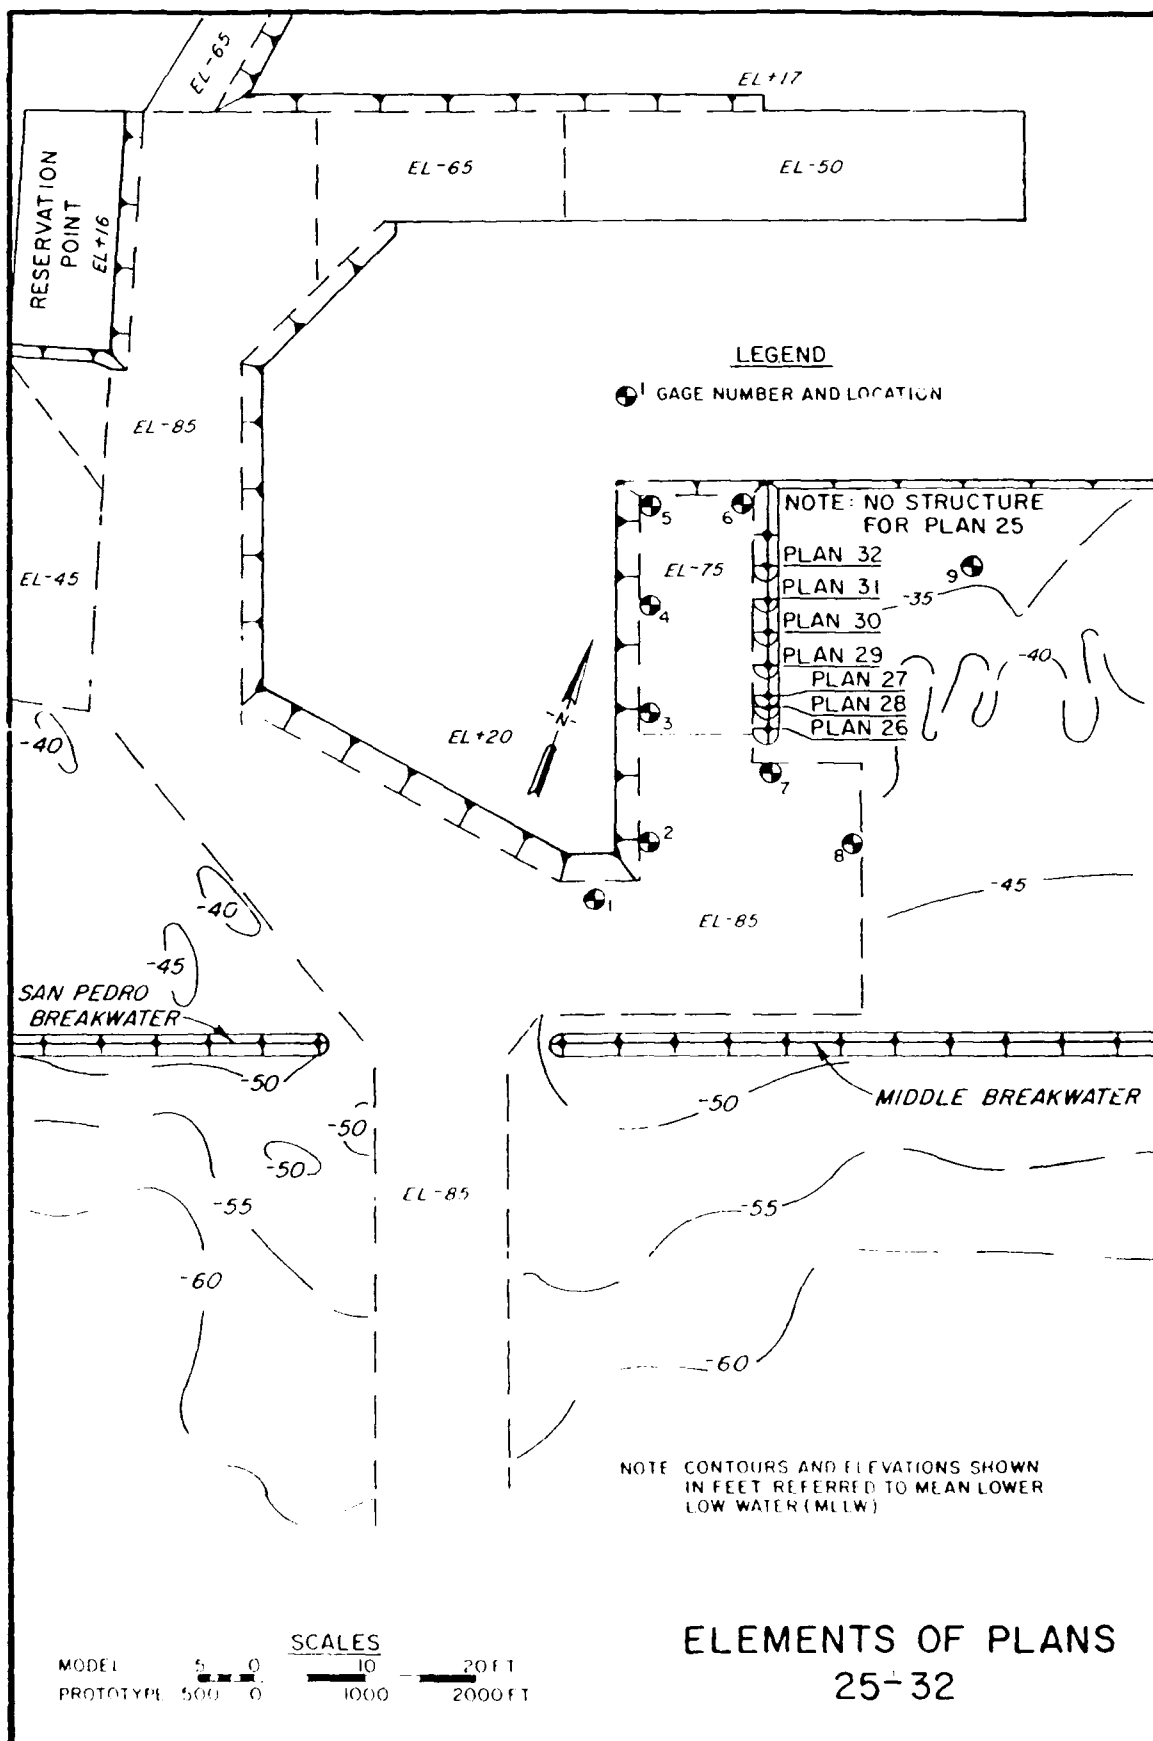 EL-65
EL+17
RESERVATION
POINT
EL+16
EL-65
EL-50
LEGEND
1 GAGE NUMBER AND LOCATION
EL-85
5
6
NOTE: NO STRUCTURE
FOR PLAN 25
EL-75
PLAN 32
9
EL-45
PLAN 31
-35
4
PLAN 30
PLAN 29
-40
PLAN 27
PLAN 28
3
-N-
PLAN 26
-40
EL+20
7
2
8
-45
-40
1
EL-85
-45
SAN PEDRO
BREAKWATER
-50
-50
MIDDLE BREAKWATER
-50
-50
EL-85
-55
-55
-60
-60
NOTE CONTOURS AND ELEVATIONS SHOWN
IN FEET REFERRED TO MEAN LOWER
LOW WATER (MLLW)
SCALES
MODEL 5 0 10 20 FT
PROTOTYPE 500 0 1000 2000 FT
ELEMENTS OF PLANS
25-32